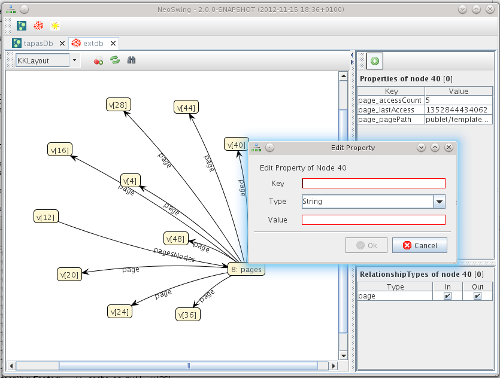 NeoSwing - 2.0.0-SNAPSHOT (2012-11-15 18:36+0100)
tapasDb
extdb
KKLayout
v[28]
v[44]
v[16]
v[40]
v[4]
v[12]
v[48]
v[20]
v[24]
v[36]
8: pages
page
page
page
page
page
page
page
page
Properties of node 40 [0]
Key Value
page_accessCount 5
page_lastAccess 1352844434062
page_pagePath publet/template...
Edit Property
Edit Property of Node 40
Key
Type String
Value
Ok Cancel
RelationshipTypes of node 40 [0]
Type In Out
page